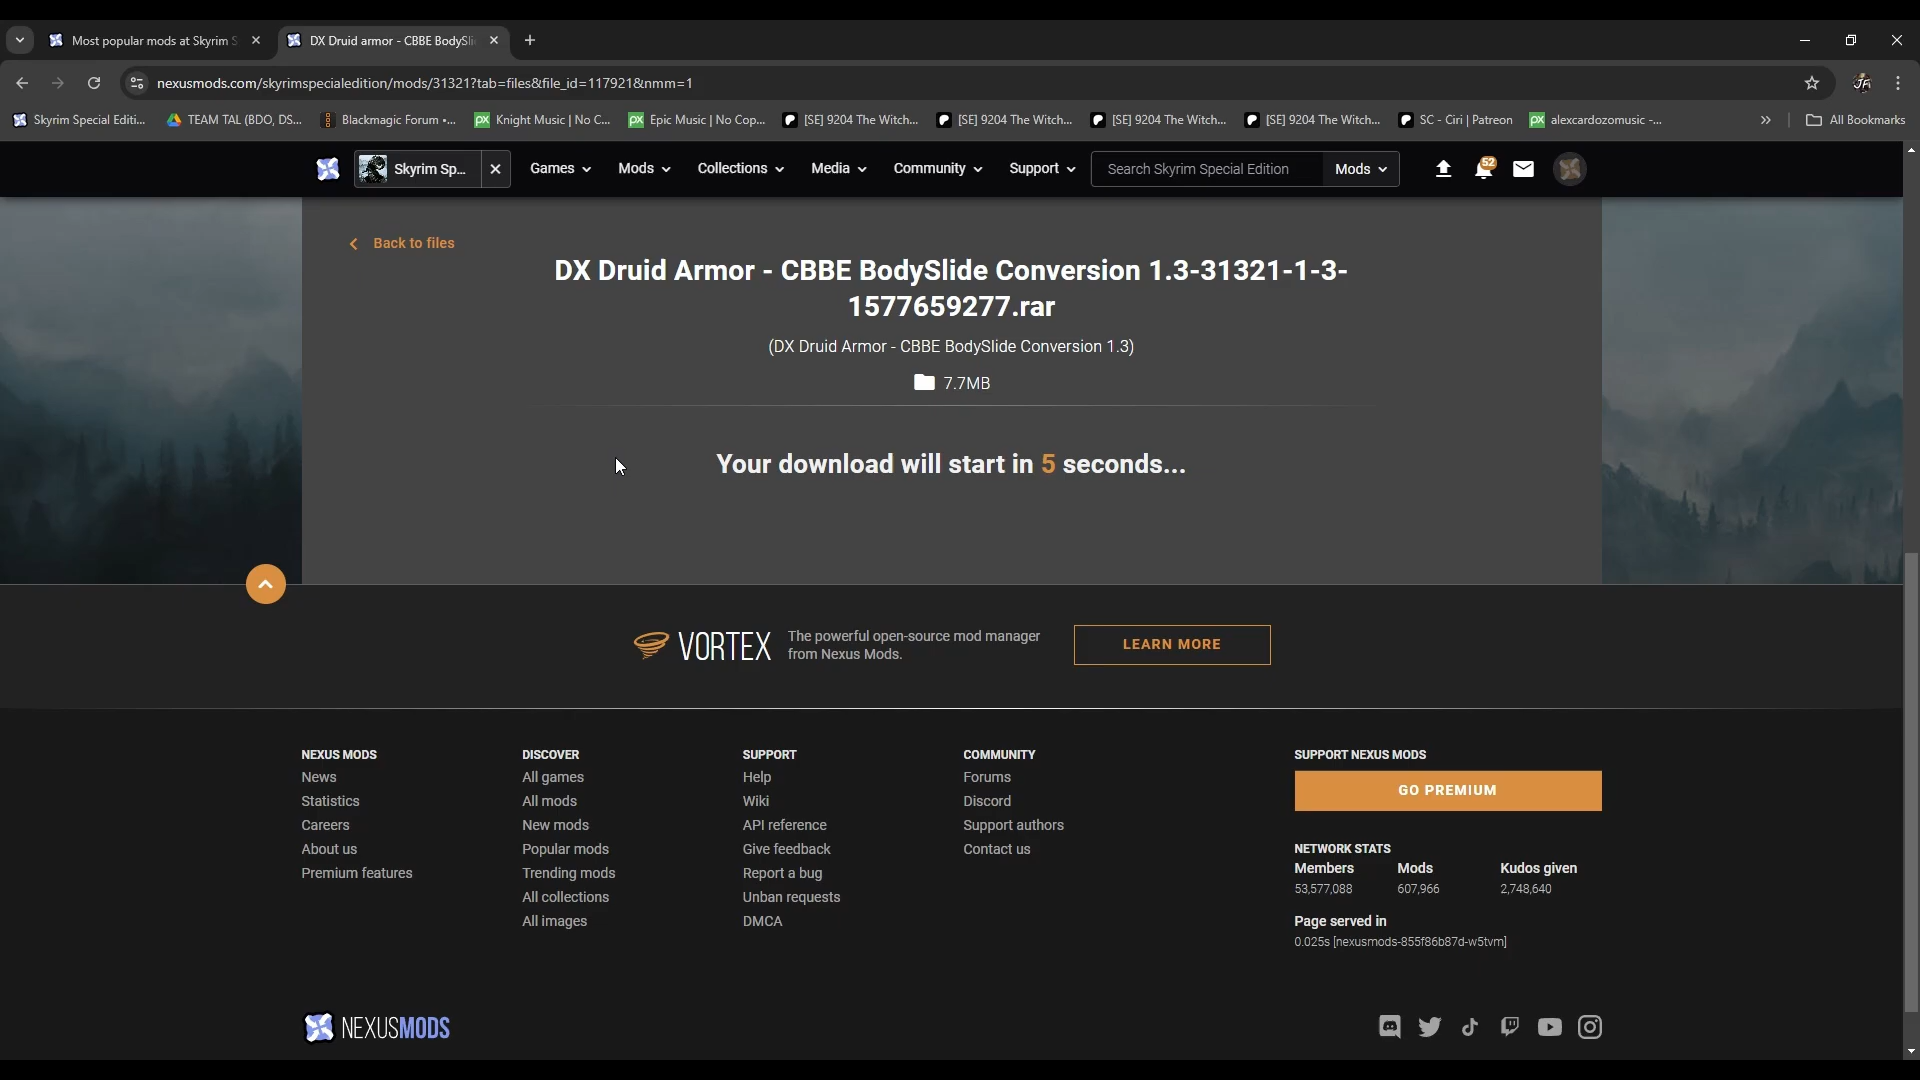 Most popular mods at Skyrim S
DX Druid armor - CBBE BodySli
nexusmods.com/skyrimspecialedition/mods/31321?tab=files&file_id=117921&nmm=1
JA
Skyrim Special Editi...
TEAM TAL (BDO, DS...
Blackmagic Forum •...
Knight Music | No C...
Epic Music | No Cop...
[SE] 9204 The Witch...
[SE] 9204 The Witch...
[SE] 9204 The Witch...
[SE] 9204 The Witch...
SC - Ciri | Patreon
alexcardozomusic -...
All Bookmarks
Skyrim Sp...
Games
Mods
Collections
Media
Community
Support
Search Skyrim Special Edition
Mods
52
Back to files
DX Druid Armor - CBBE BodySlide Conversion 1.3-31321-1-3-
1577659277.rar
(DX Druid Armor - CBBE BodySlide Conversion 1.3)
7.7MB
Your download will start in 5 seconds...
VORTEX
The powerful open-source mod manager
from Nexus Mods.
LEARN MORE
NEXUS MODS
News
Statistics
Careers
About us
Premium features
DISCOVER
All games
All mods
New mods
Popular mods
Trending mods
All collections
All images
SUPPORT
Help
Wiki
API reference
Give feedback
Report a bug
Unban requests
DMCA
COMMUNITY
Forums
Discord
Support authors
Contact us
SUPPORT NEXUS MODS
GO PREMIUM
NETWORK STATS
Members Mods Kudos given
53,577,088 607,966 2,748,640
Page served in
0.025s [nexusmods-855f86b87d-w5tvm]
NEXUSMODS